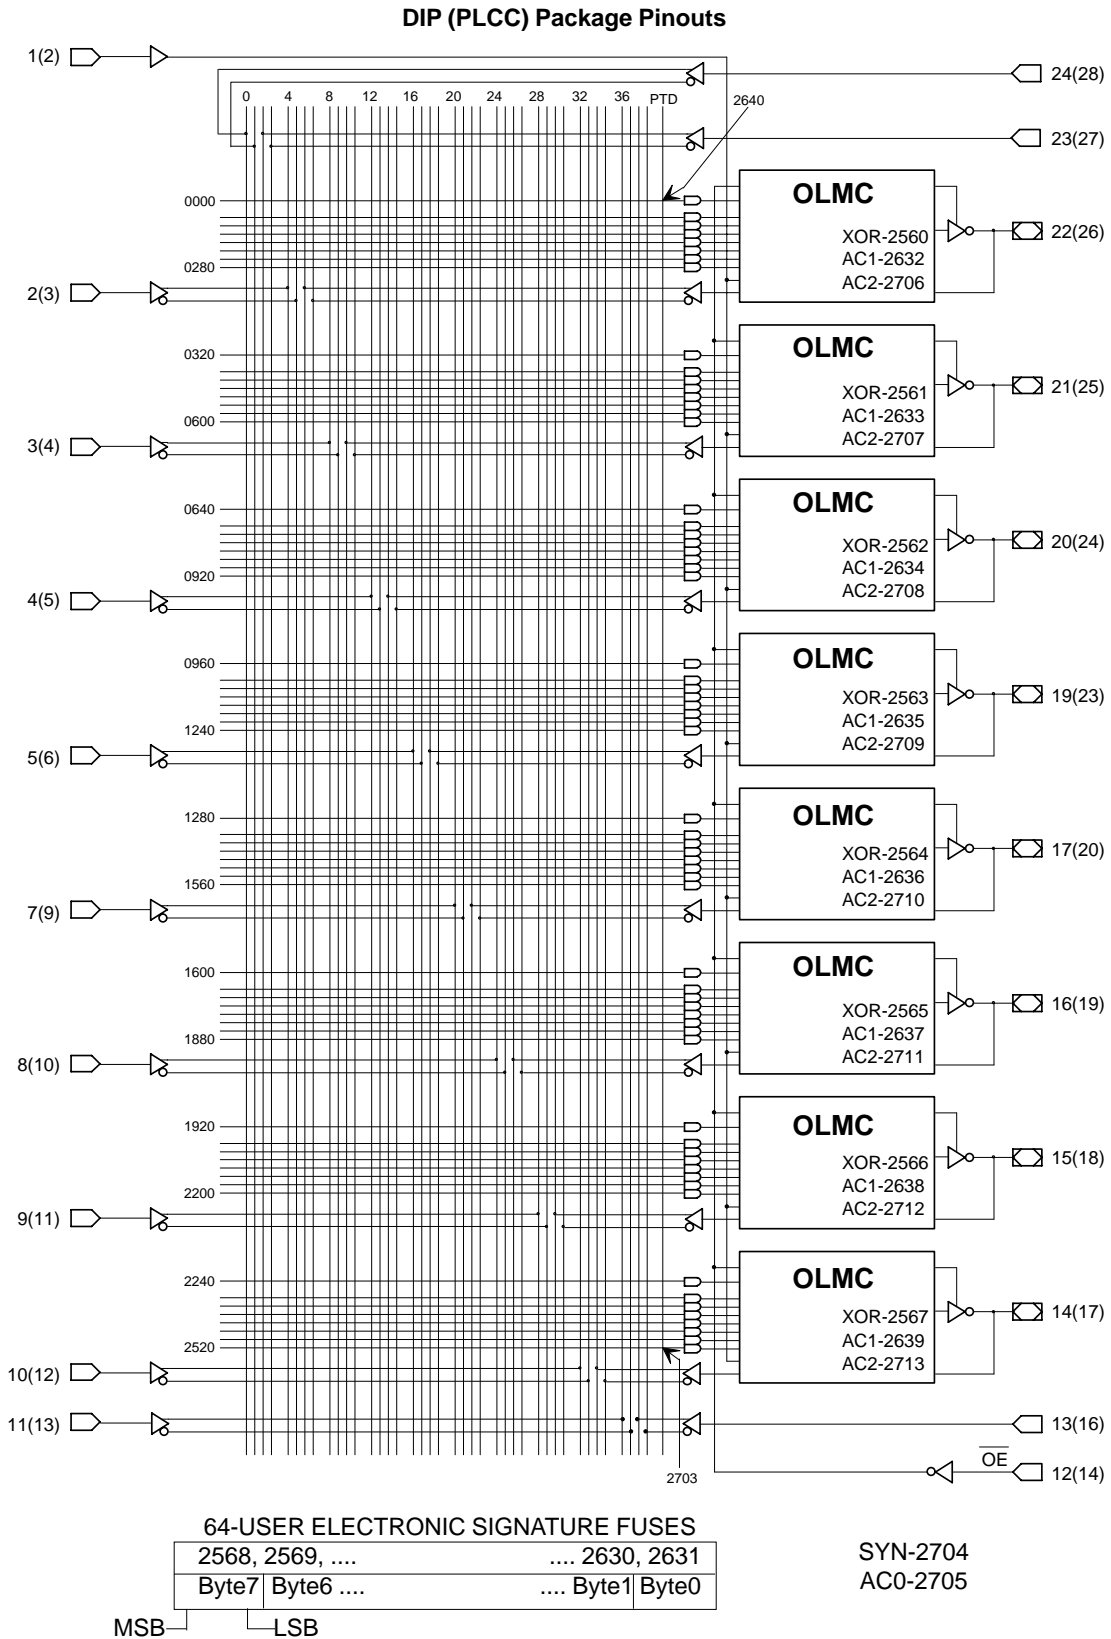 DIP (PLCC) Package Pinouts
1(2)
24(28)
0 4 8 12 16 20 24 28 32 36 PTD
2640
23(27)
0000
OLMC
XOR-2560
22(26)
AC1-2632
0280
AC2-2706
2(3)
0320
OLMC
XOR-2561
21(25)
AC1-2633
0600
AC2-2707
3(4)
0640
OLMC
XOR-2562
20(24)
AC1-2634
0920
AC2-2708
4(5)
0960
OLMC
XOR-2563
19(23)
AC1-2635
1240
AC2-2709
5(6)
1280
OLMC
XOR-2564
17(20)
AC1-2636
1560
AC2-2710
7(9)
1600
OLMC
XOR-2565
16(19)
AC1-2637
1880
AC2-2711
8(10)
1920
OLMC
XOR-2566
15(18)
AC1-2638
2200
AC2-2712
9(11)
2240
OLMC
XOR-2567
14(17)
AC1-2639
2520
AC2-2713
10(12)
11(13)
13(16)
OE
12(14)
2703
64-USER ELECTRONIC SIGNATURE FUSES
2568, 2569, .... .... 2630, 2631
Byte7 Byte6 .... .... Byte1 Byte0
MSB LSB
SYN-2704
AC0-2705